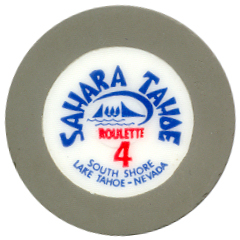 SAHARA TAHOE
ROULETTE
4
SOUTH SHORE
LAKE TAHOE - NEVADA